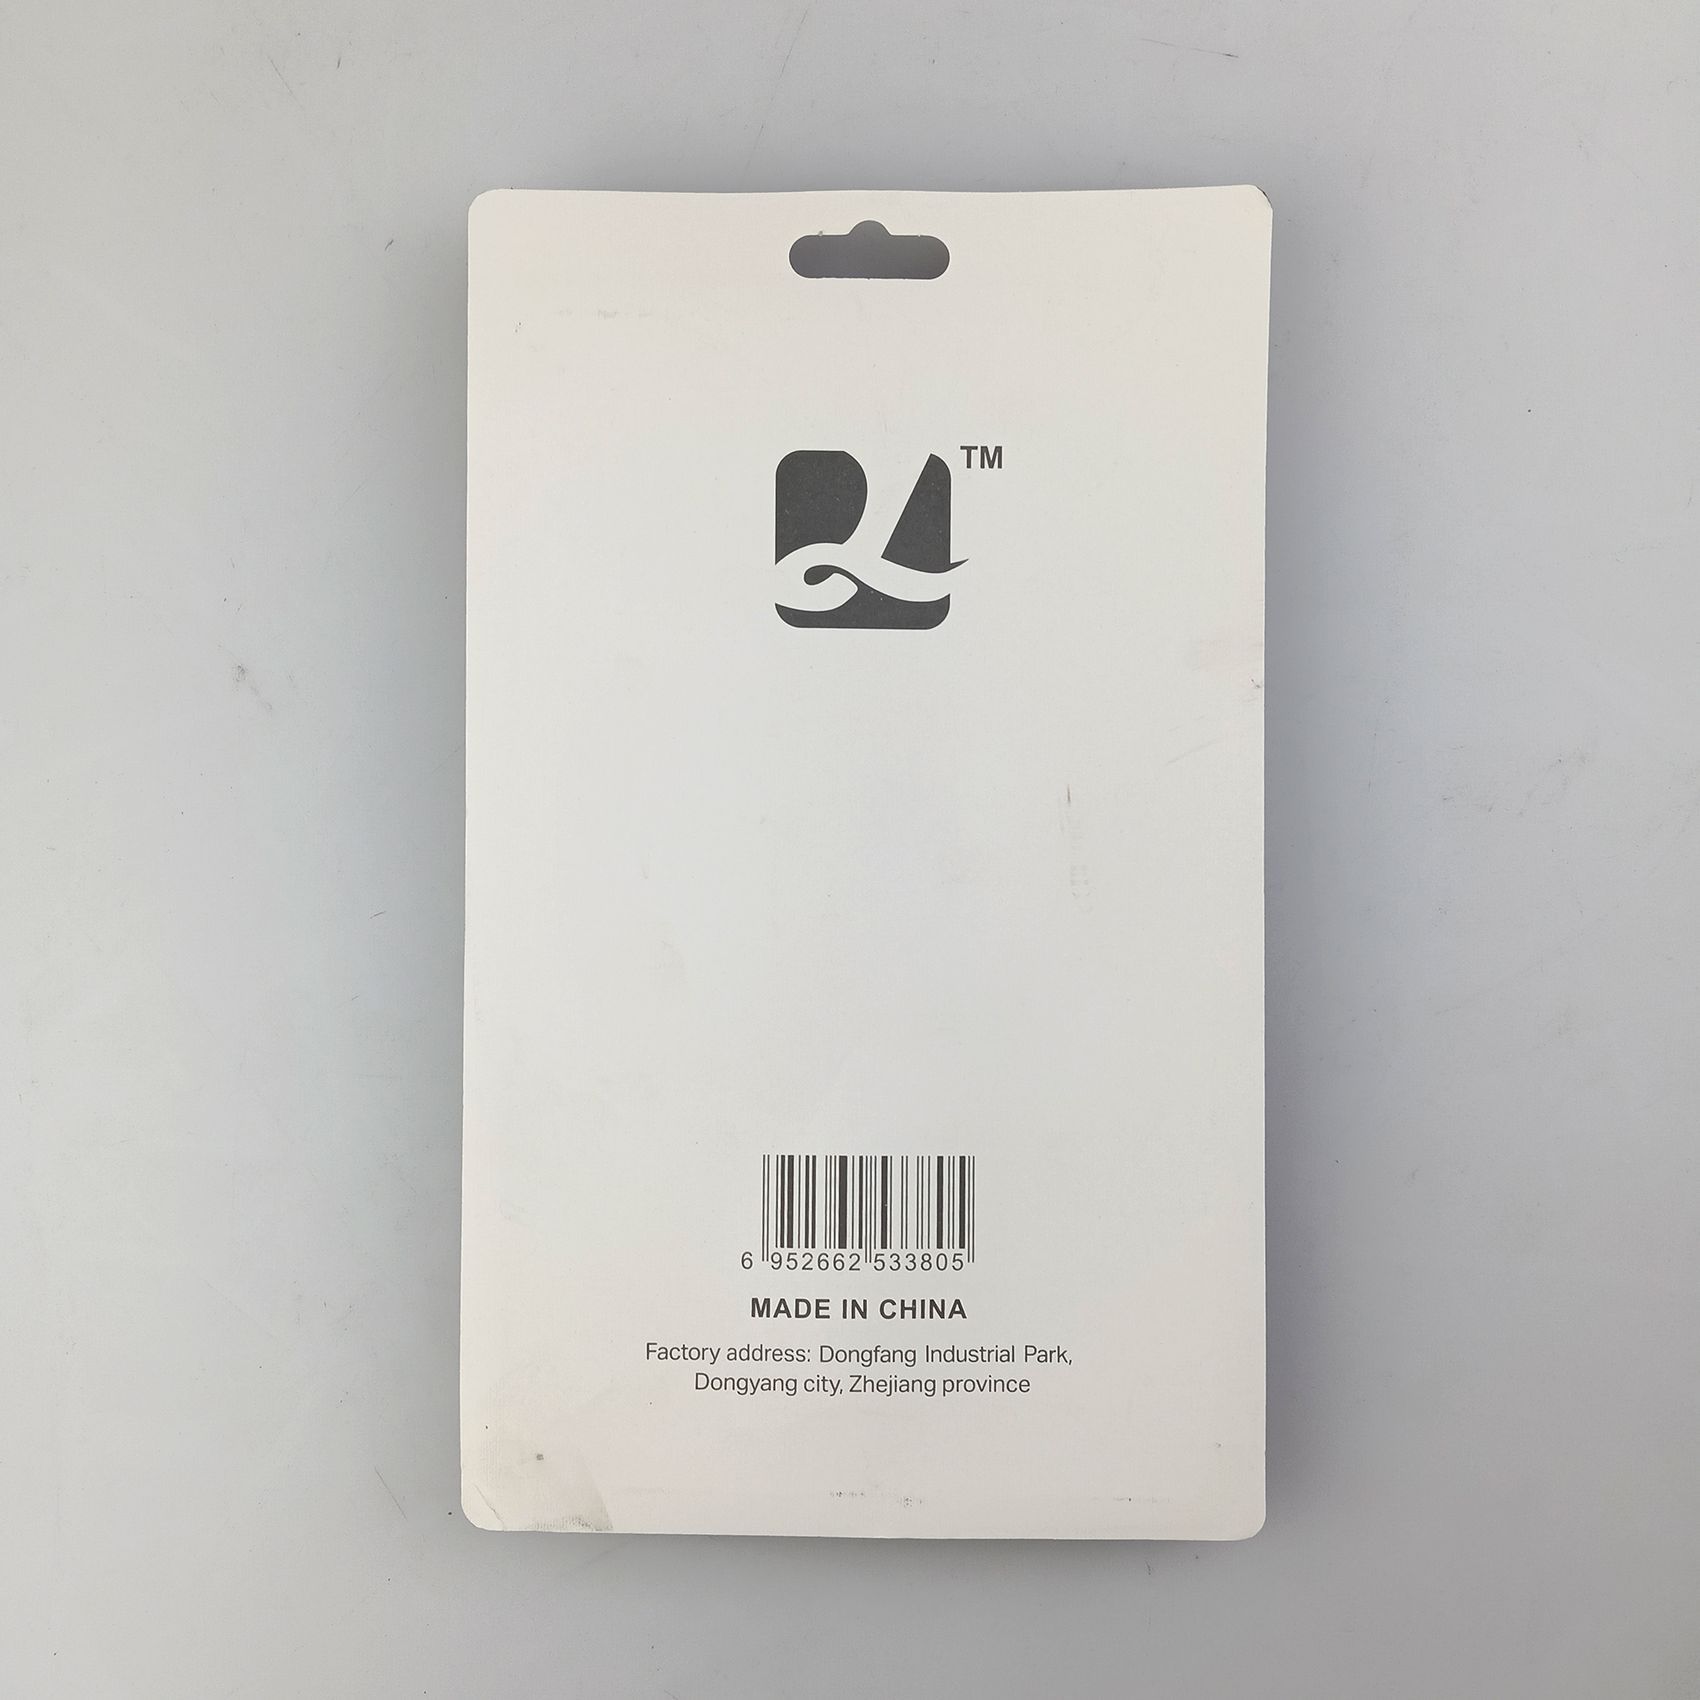 TM
6 952662 533805
MADE IN CHINA
Factory address: Dongfang Industrial Park,
Dongyang city, Zhejiang province